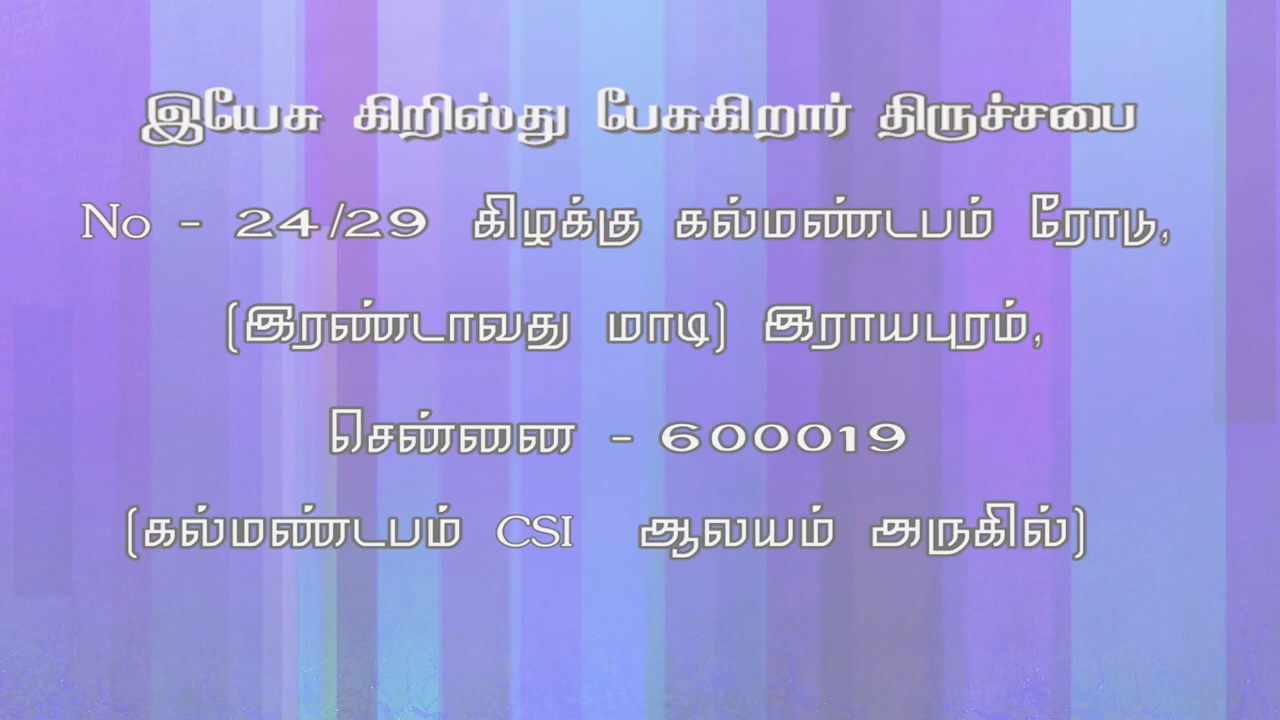 இயேசு கிறிஸ்து பேசுகிறார் திருச்சபை
No - 24/29 கிழக்கு கல்மண்டபம் ரோடு,
(இரண்டாவது மாடி) இராயபுரம்,
சென்னை - 600019
(கல்மண்டபம் CSI ஆலயம் அருகில்)